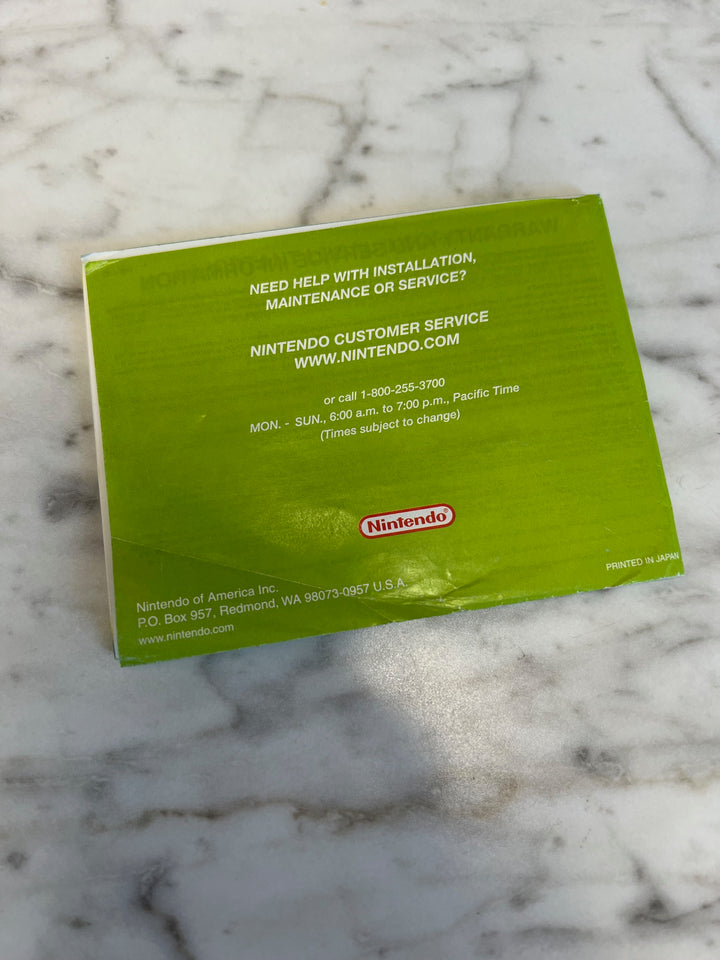 NEED HELP WITH INSTALLATION,
MAINTENANCE OR SERVICE?
NINTENDO CUSTOMER SERVICE
WWW.NINTENDO.COM
or call 1-800-255-3700
MON. - SUN., 6:00 a.m. to 7:00 p.m., Pacific Time
(Times subject to change)
Nintendo®
Nintendo of America Inc.
P.O. Box 957, Redmond, WA 98073-0957 U.S.A.
www.nintendo.com
PRINTED IN JAPAN